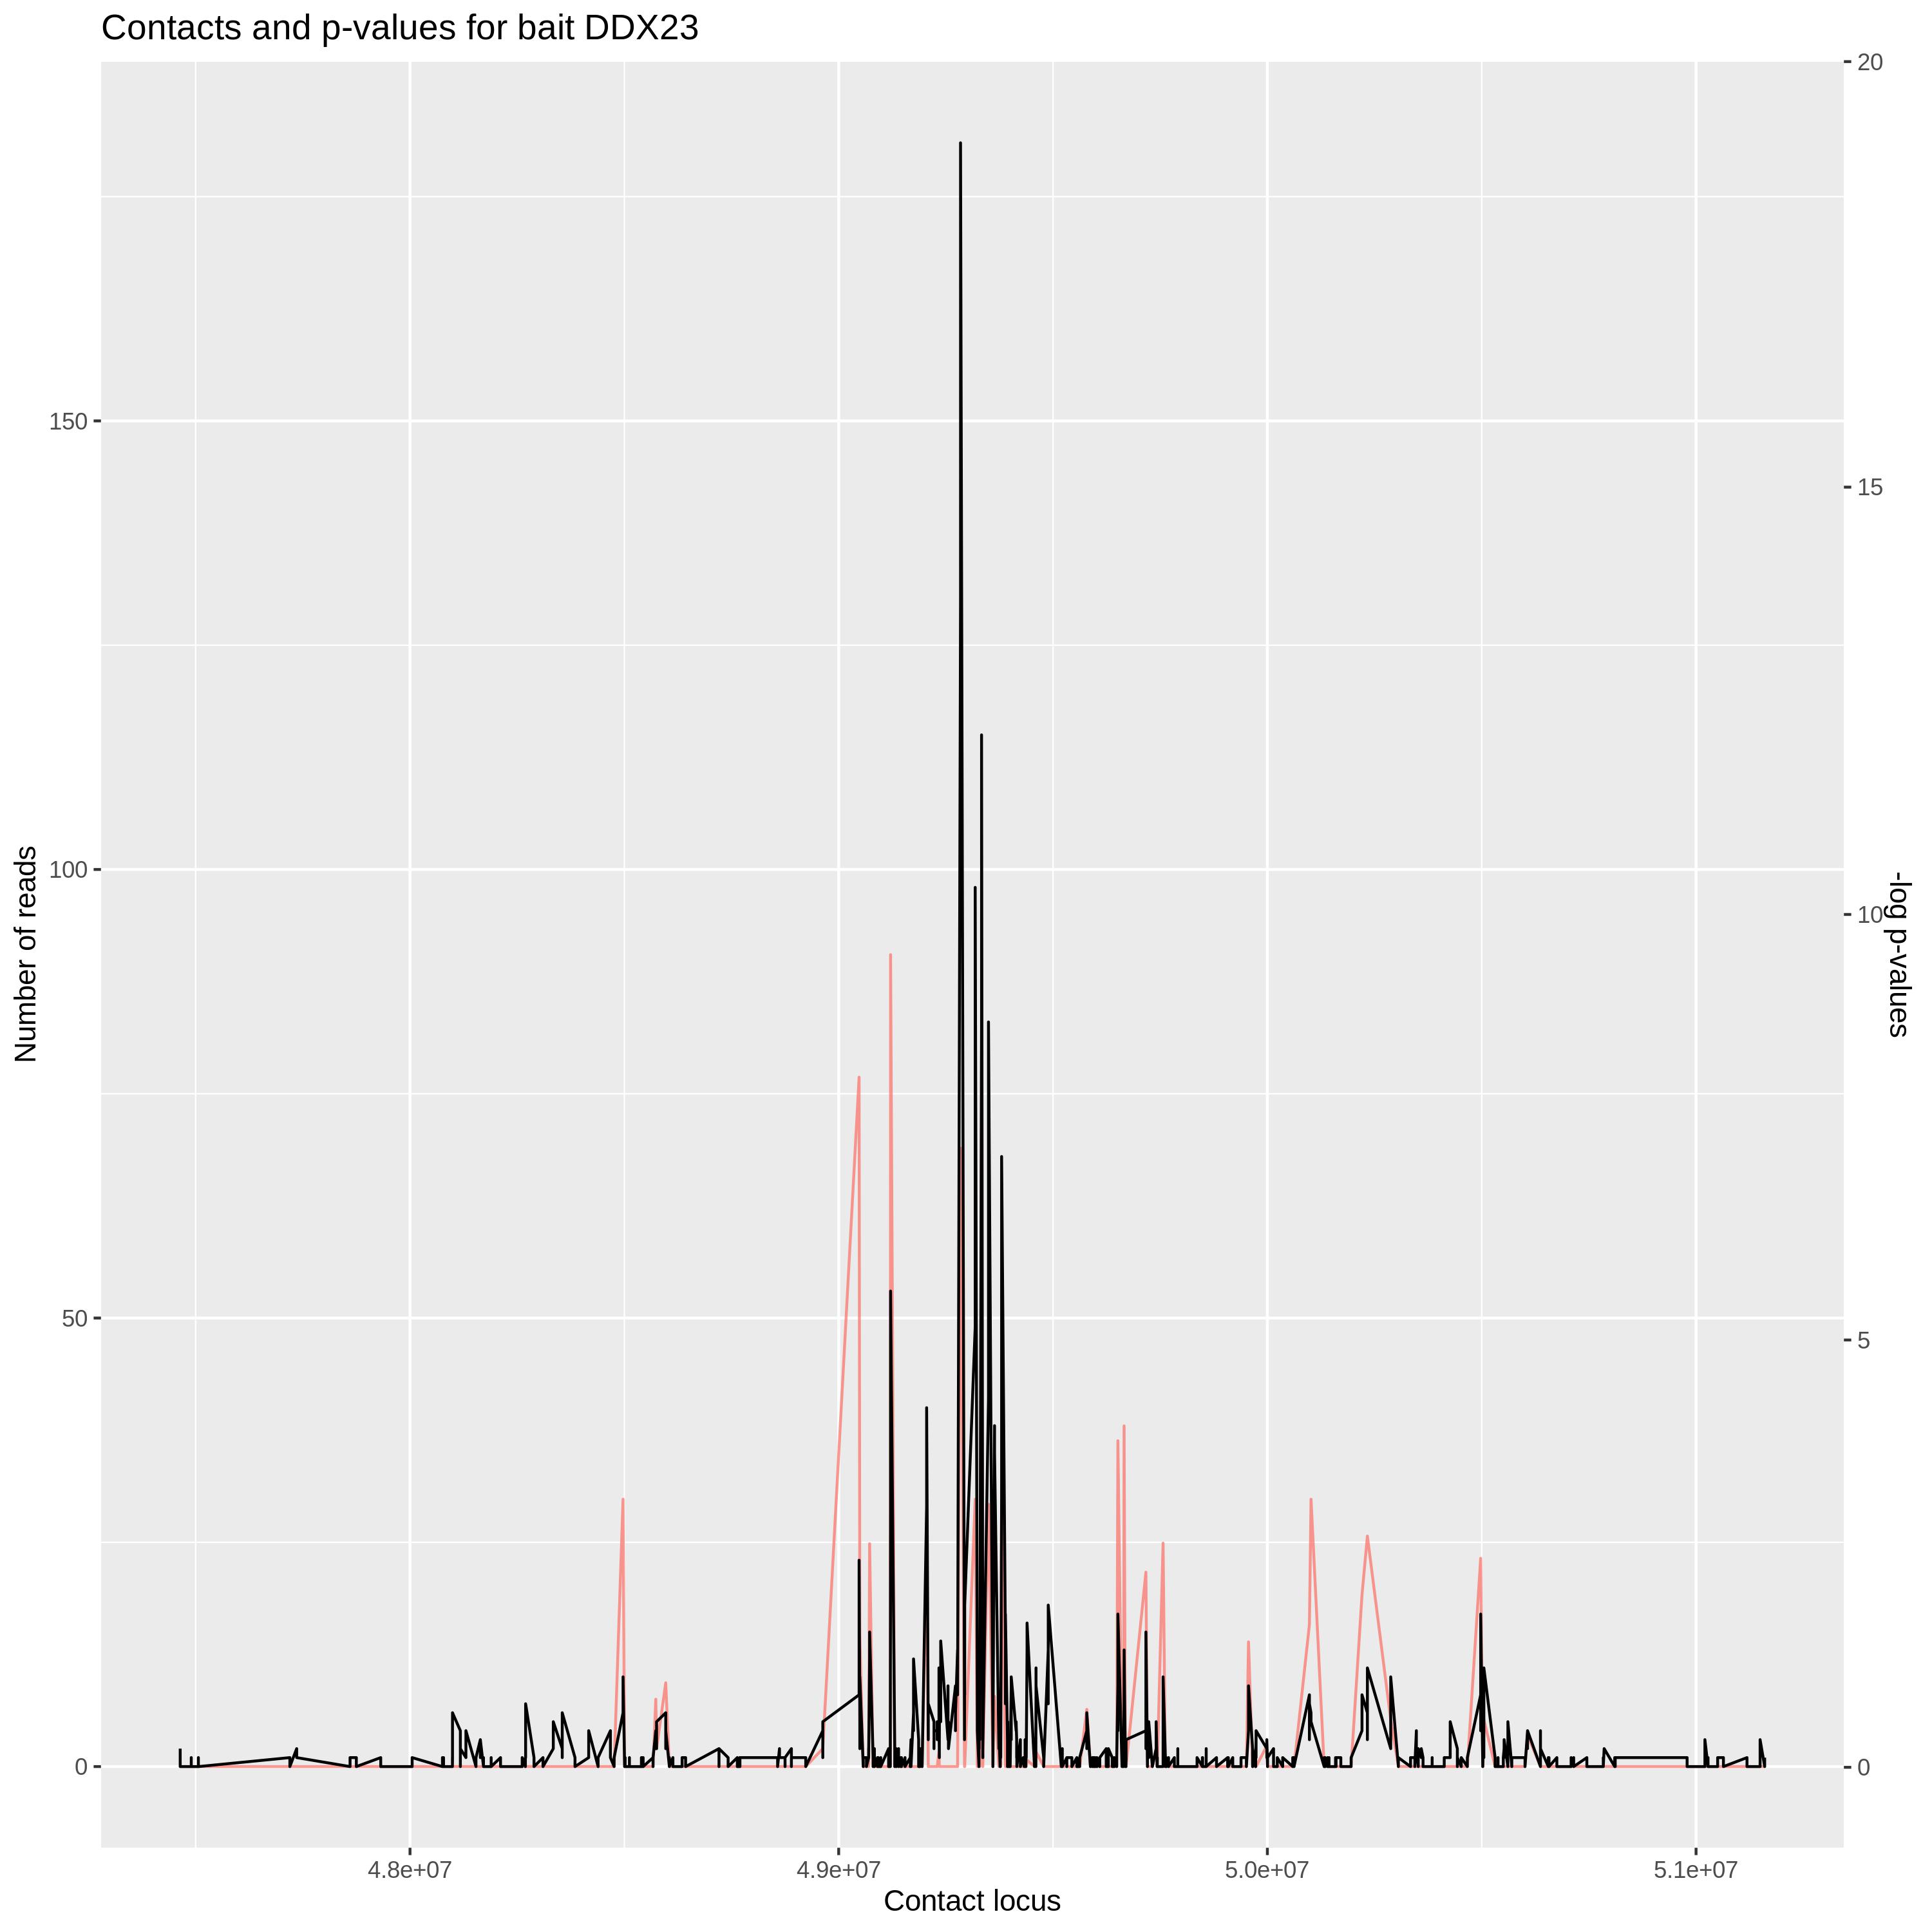 Contacts and p-values for bait DDX23
Number of reads
150
100
50
0
20
15
10
5
0
-log p-values
4.8e+07
4.9e+07
5.0e+07
5.1e+07
Contact locus